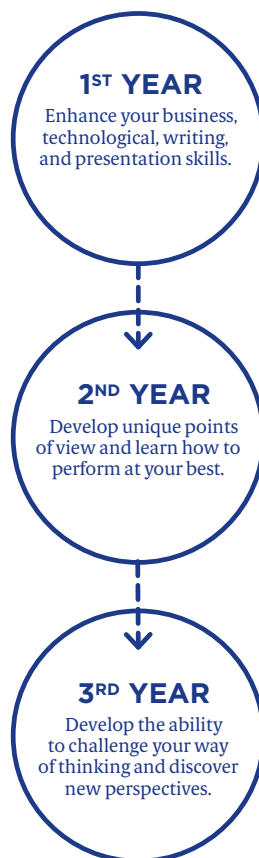 1ST YEAR
Enhance your business,
technological, writing,
and presentation skills.
2ND YEAR
Develop unique points
of view and learn how to
perform at your best.
3RD YEAR
Develop the ability
to challenge your way
of thinking and discover
new perspectives.